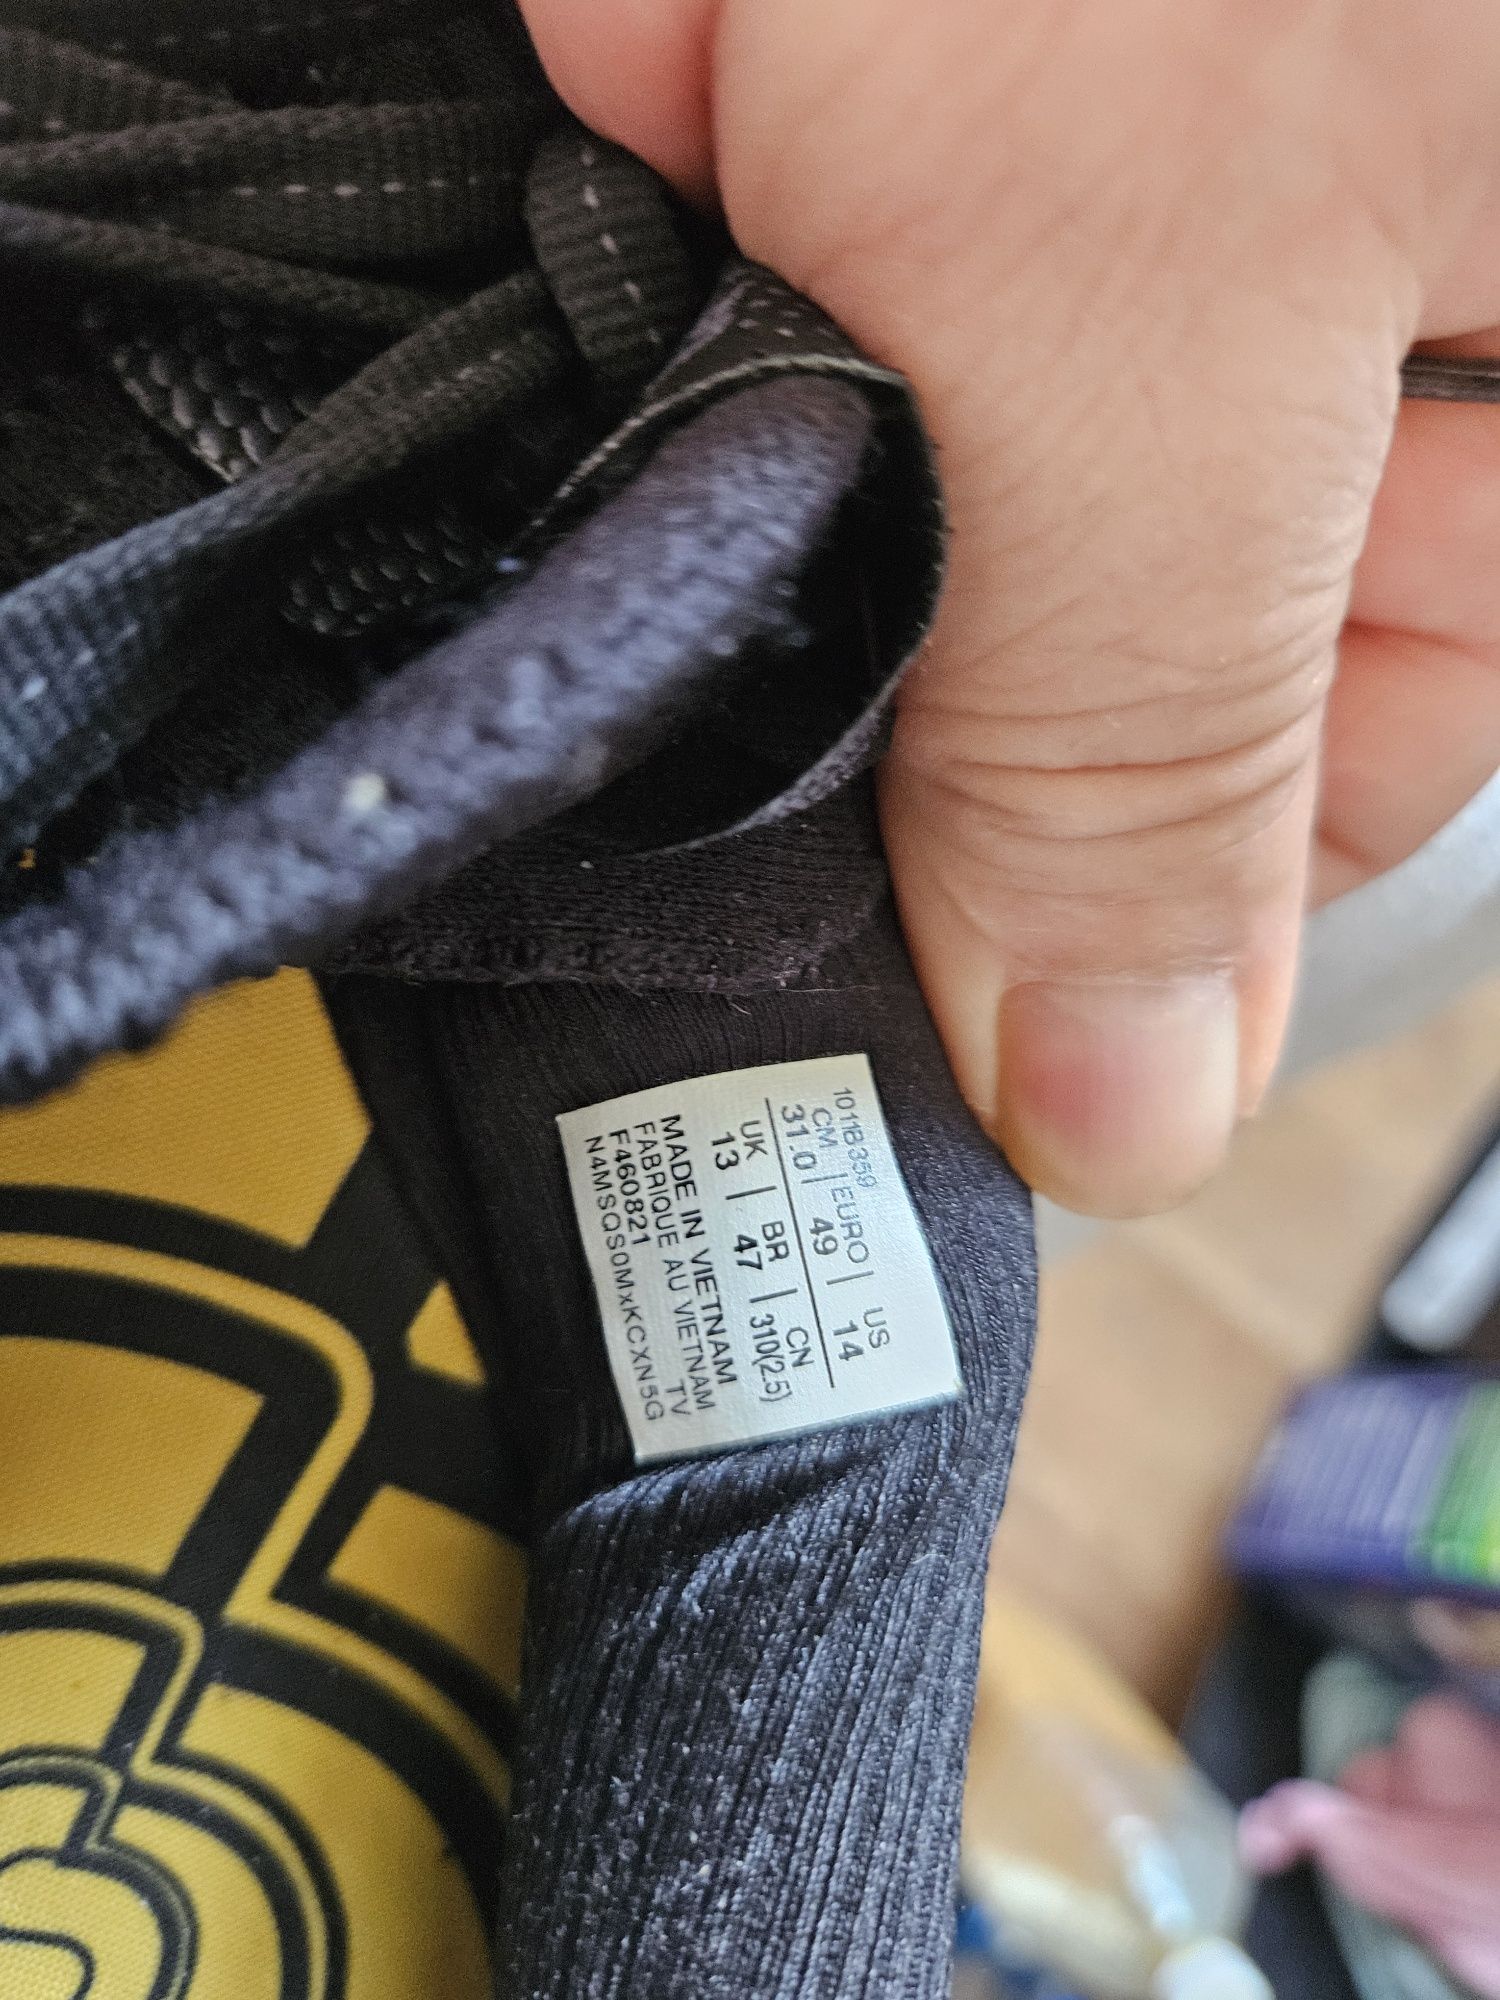 1011B359
CM | EURO | US
31.0 49 14
UK | BR | CN
13 | 47 | 310(2.5)
MADE IN VIETNAM
FABRIQUE AU VIETNAM
F460821 TV
N4MSQS0MxKCXN5G